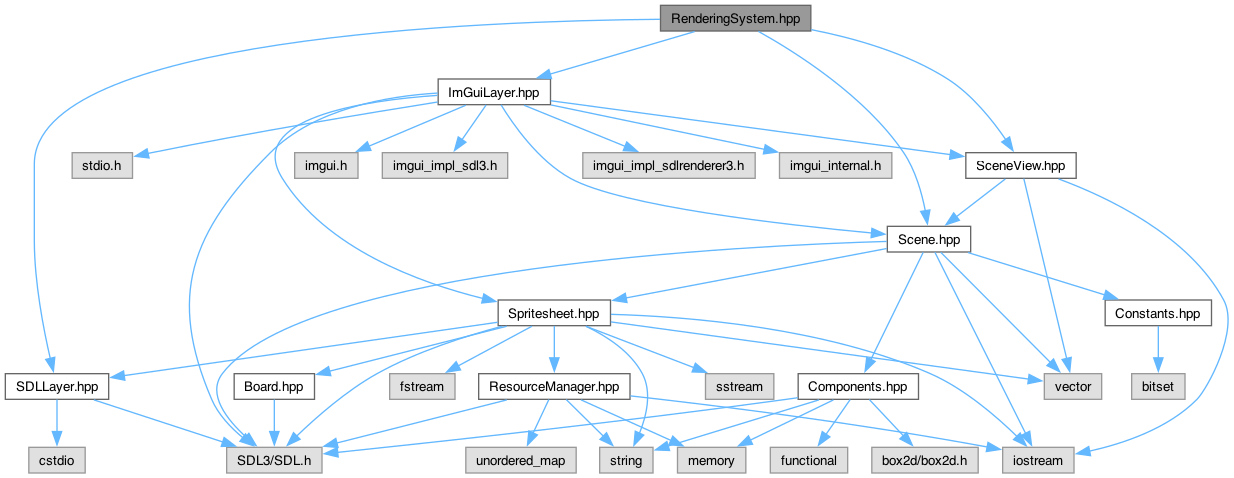 RenderingSystem.hpp
ImGuiLayer.hpp
stdio.h
imgui.h
imgui_impl_sdl3.h
imgui_impl_sdlrenderer3.h
imgui_internal.h
SceneView.hpp
Scene.hpp
Spritesheet.hpp
Constants.hpp
SDLLayer.hpp
Board.hpp
fstream
ResourceManager.hpp
sstream
Components.hpp
vector
bitset
cstdio
SDL3/SDL.h
unordered_map
string
memory
functional
box2d/box2d.h
iostream